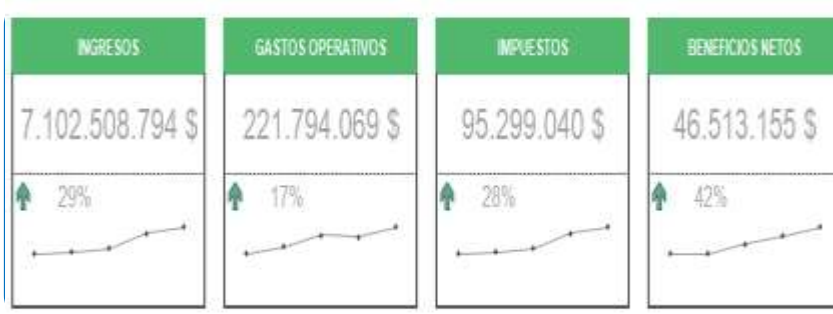 INGRESOS
7.102.508.794 $
29%
GASTOS OPERATIVOS
221.794.069 $
17%
IMPUESTOS
95.299.040 $
28%
BENEFICIOS NETOS
46.513.155 $
42%